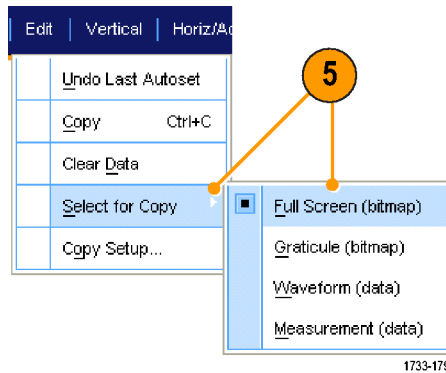 Edit | Vertical | Horiz/Ac
Undo Last Autoset
5
Copy Ctrl+C
Clear Data
Select for Copy
Full Screen (bitmap)
Copy Setup...
Graticule (bitmap)
Waveform (data)
Measurement (data)
1733-179